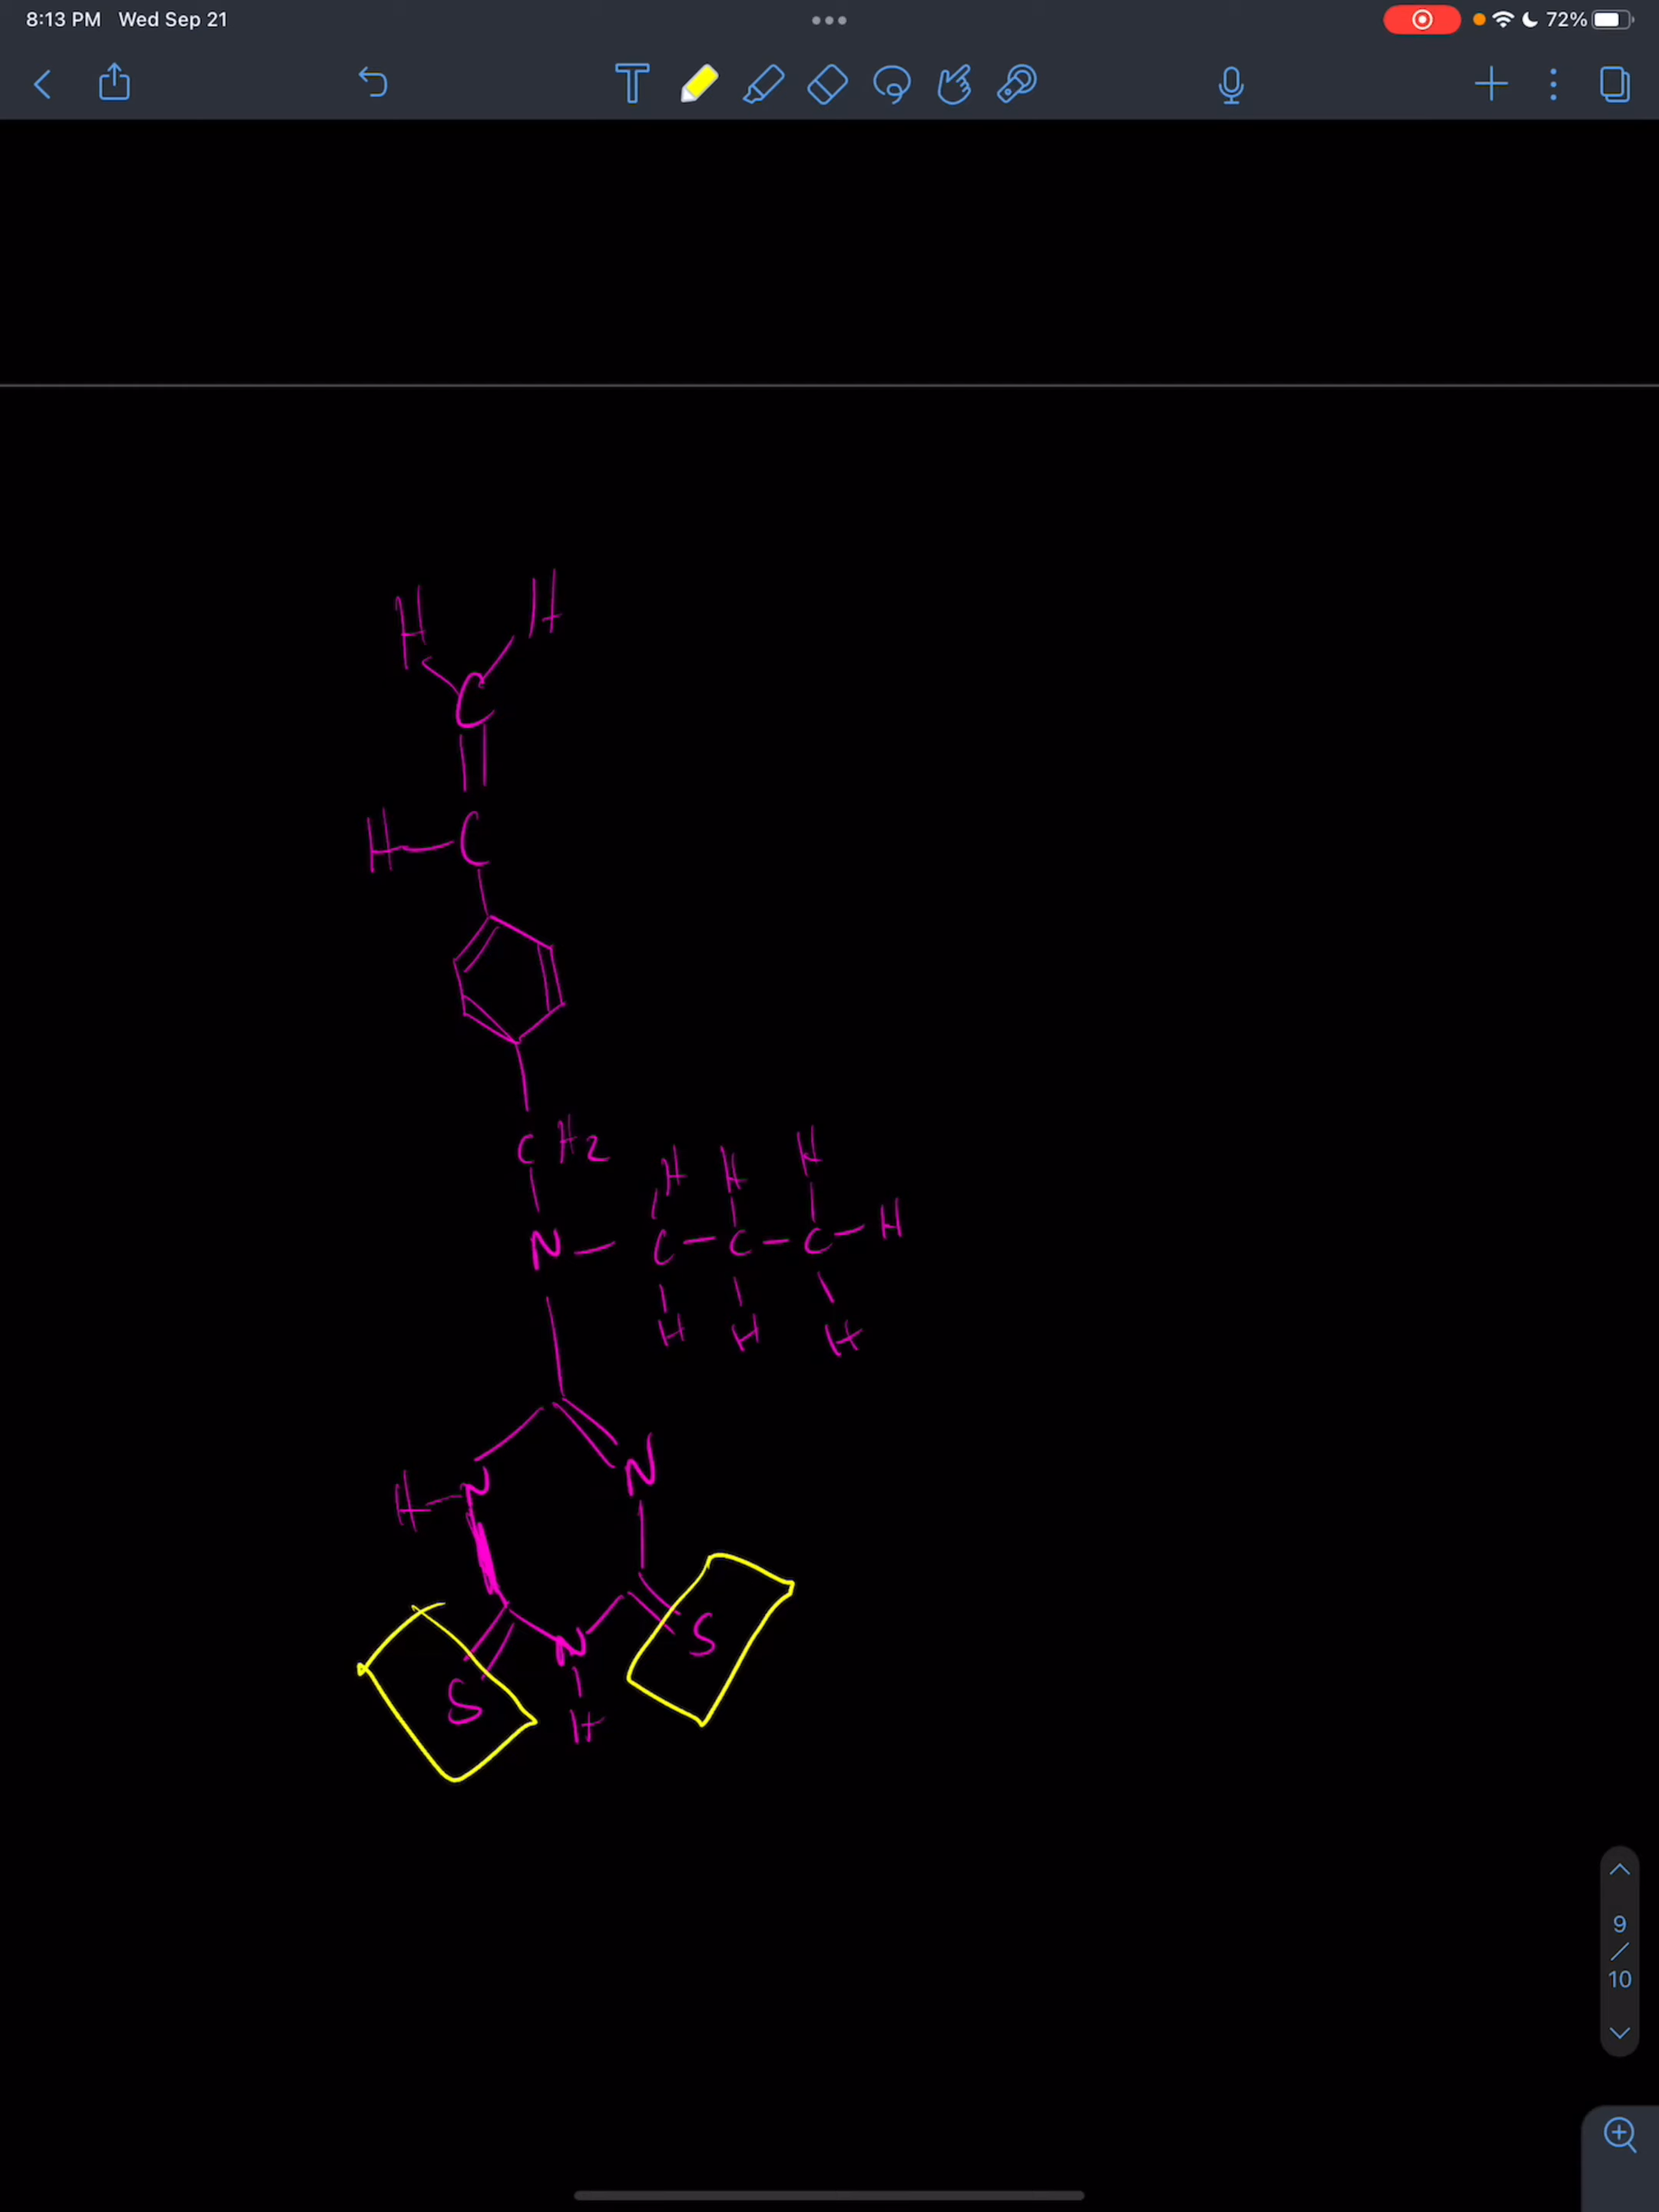 8:13 PM Wed Sep 21
72%
T
H H
C
H C
CH2
H H H
N C C C H
H H H
N
H N
S
N
S
H
9
10